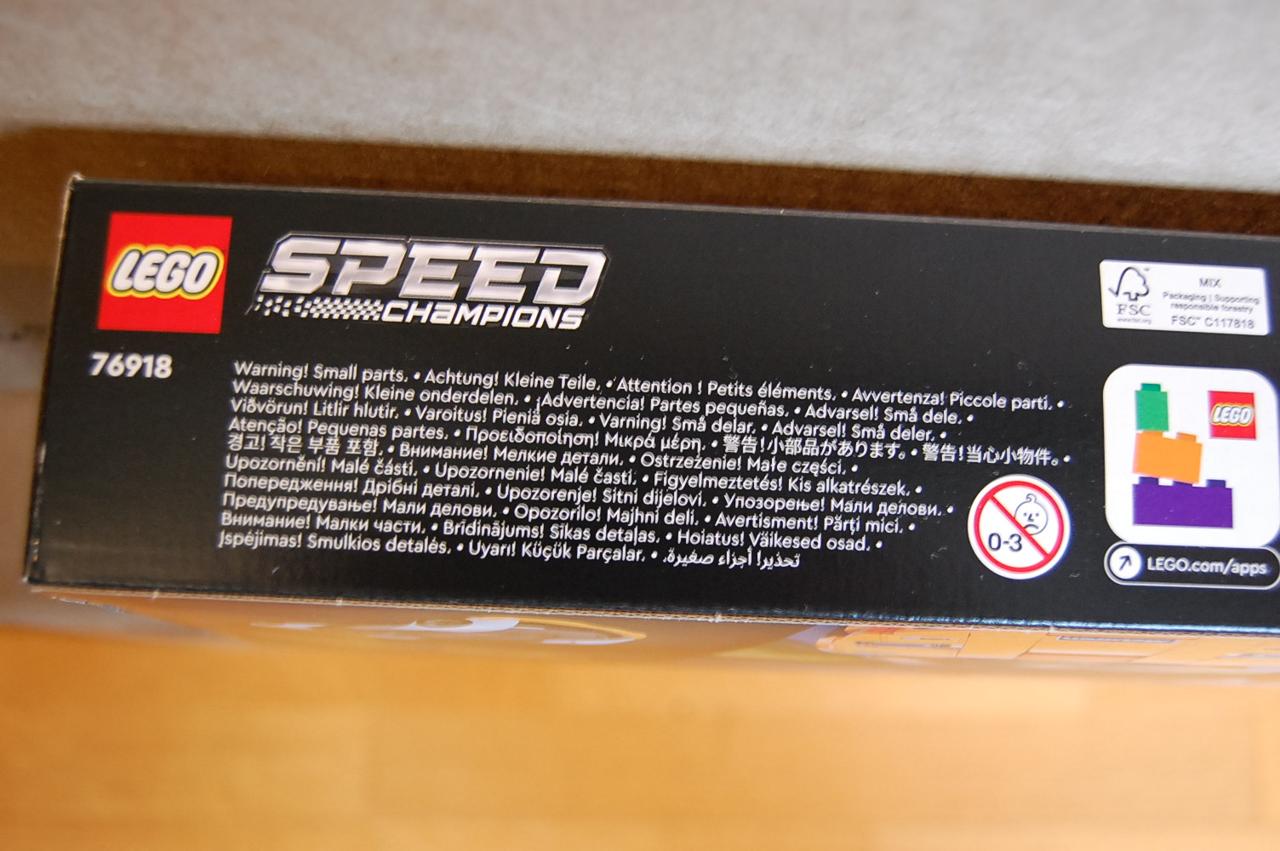 LEGO
SPEED
CHAMPIONS
76918
Warning! Small parts. • Achtung! Kleine Teile. • Attention ! Petits éléments. • Avvertenza! Piccole parti. •
Waarschuwing! Kleine onderdelen. • ¡Advertencia! Partes pequeñas. • Advarsel! Små dele. •
Viðvörun! Litlir hlutir. • Varoitus! Pieniä osia. • Varning! Små delar. • Advarsel! Små deler. •
Atenção! Pequenas partes. • Προειδοποίηση! Μικρά μέρη. • 警告!小部品があります。• 警告!当心小物件。•
경고! 작은 부품 포함. • Внимание! Мелкие детали. • Ostrzeżenie! Małe części. •
Upozornění! Malé části. • Upozornenie! Malé časti. • Figyelmeztetés! Kis alkatrészek. •
Попередження! Дрібні деталі. • Upozorenje! Sitni dijelovi. • Упозорење! Мали делови. •
Предупредување! Мали делови. • Opozorilo! Majhni deli. • Avertisment! Părți mici. •
Внимание! Малки части. • Brīdinājums! Sīkas detaļas. • Hoiatus! Väikesed osad. •
Įspėjimas! Smulkios detalės. • Uyarı! Küçük Parçalar. • تحذير! أجزاء صغيرة.
0-3
FSC
www.fsc.org
MIX
Packaging | Supporting
responsible forestry
FSC™ C117818
LEGO
LEGO.com/apps